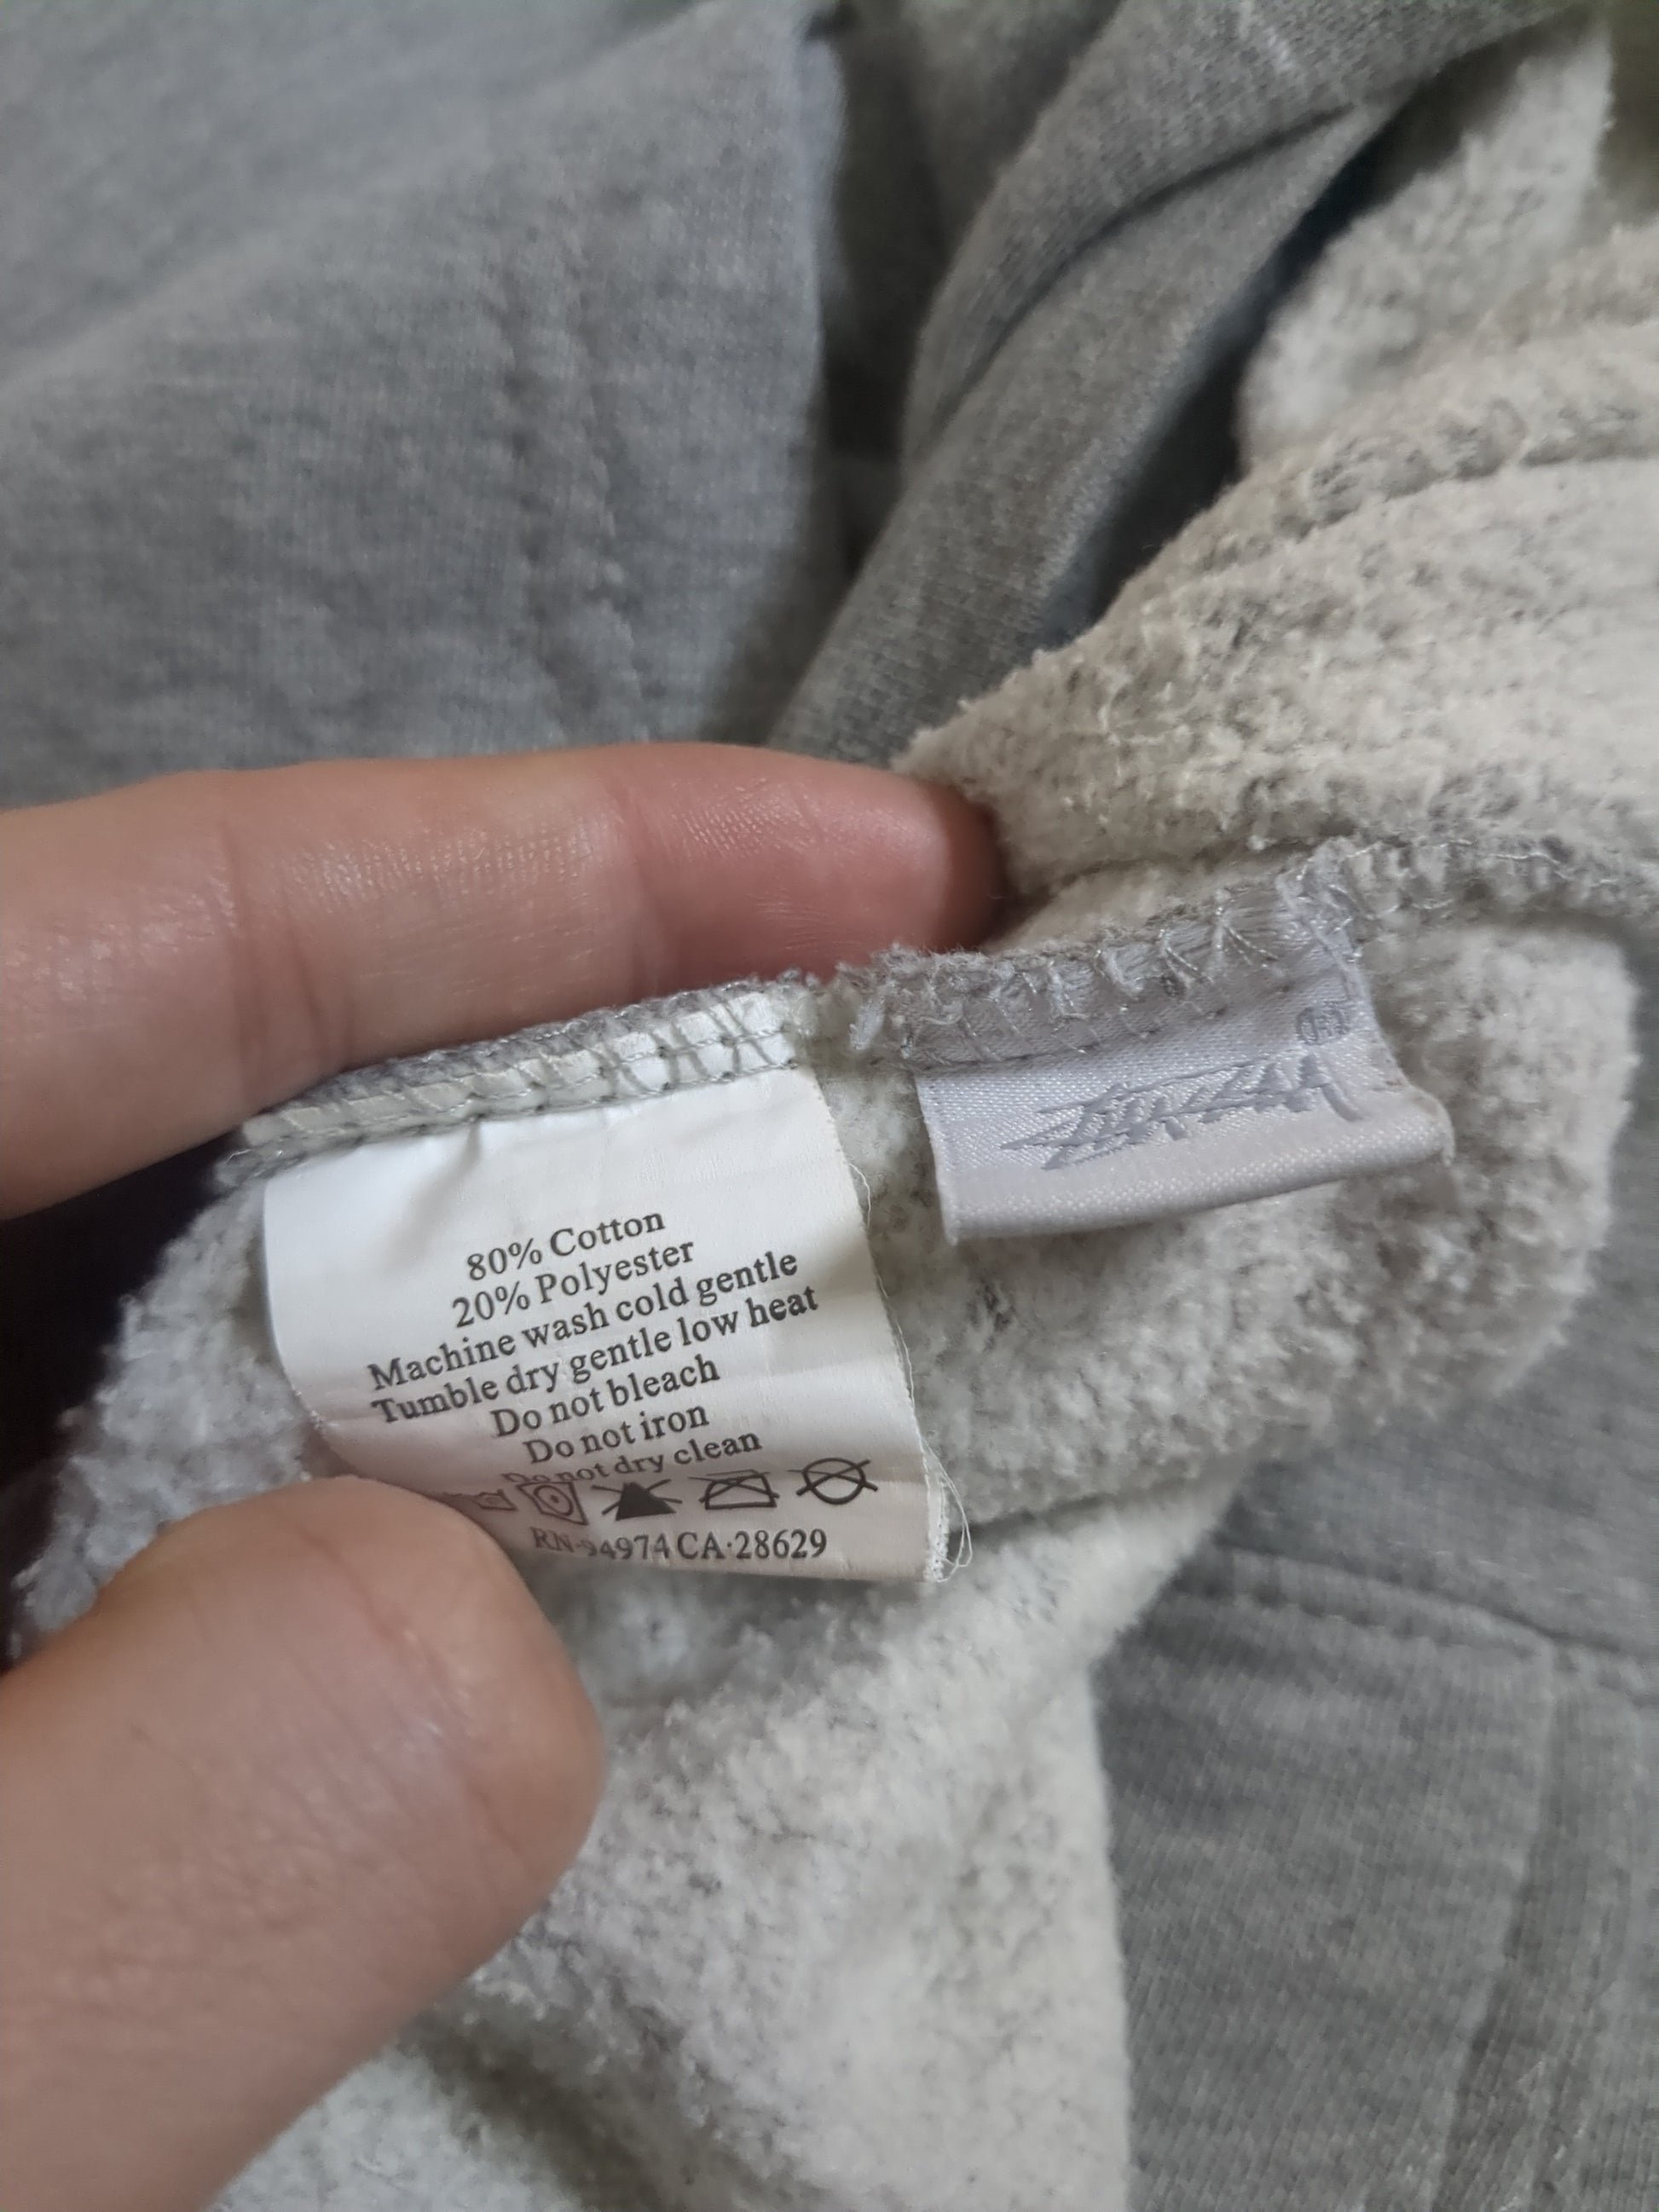 80% Cotton
20% Polyester
Machine wash cold gentle
Tumble dry gentle low heat
Do not bleach
Do not iron
Do not dry clean
RN·94974 CA·28629
Stüssy ®